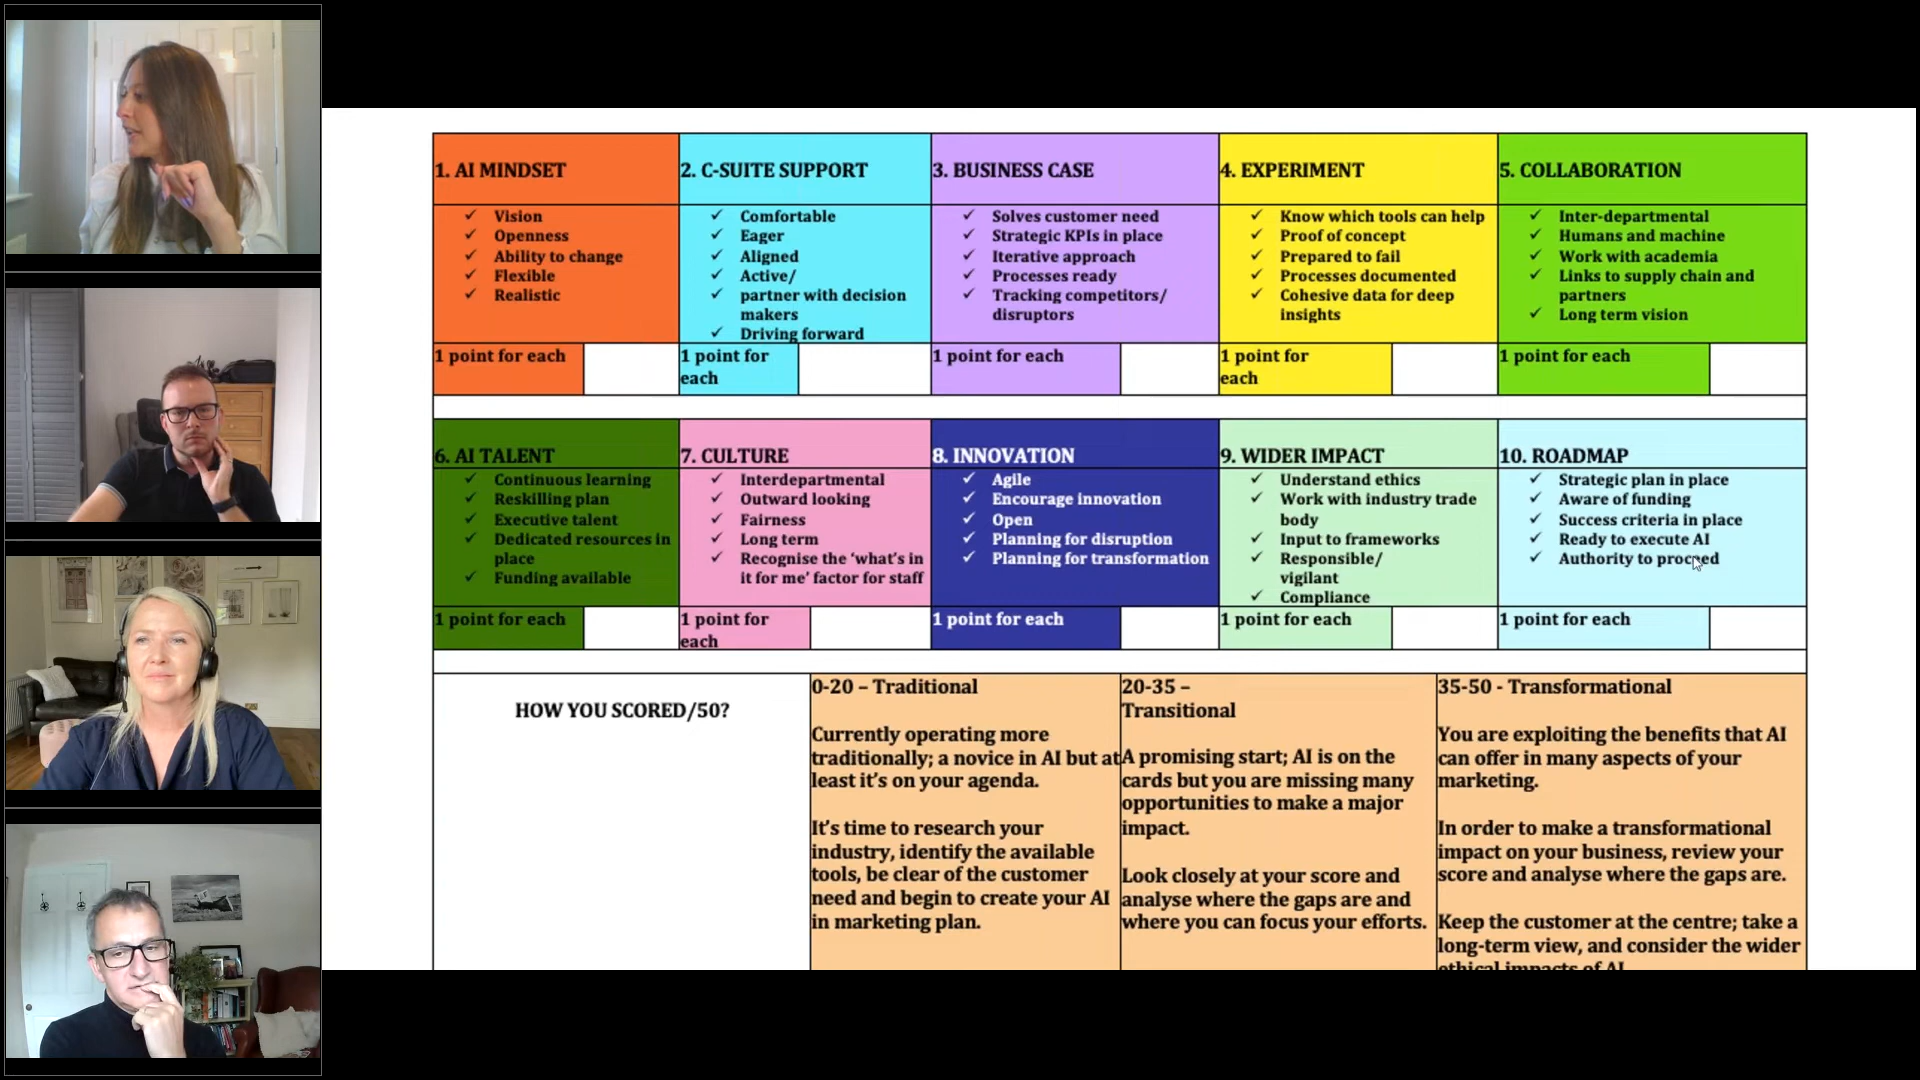 1. AI MINDSET
✓ Vision
✓ Openness
✓ Ability to change
✓ Flexible
✓ Realistic
1 point for each
2. C-SUITE SUPPORT
✓ Comfortable
✓ Eager
✓ Aligned
✓ Active/
✓ partner with decision
makers
✓ Driving forward
1 point for
each
3. BUSINESS CASE
✓ Solves customer need
✓ Strategic KPIs in place
✓ Iterative approach
✓ Processes ready
✓ Tracking competitors/
disruptors
1 point for each
4. EXPERIMENT
✓ Know which tools can help
✓ Proof of concept
✓ Prepared to fail
✓ Processes documented
✓ Cohesive data for deep
insights
1 point for
each
5. COLLABORATION
✓ Inter-departmental
✓ Humans and machine
✓ Work with academia
✓ Links to supply chain and
partners
✓ Long term vision
1 point for each
6. AI TALENT
✓ Continuous learning
✓ Reskilling plan
✓ Executive talent
✓ Dedicated resources in
place
✓ Funding available
1 point for each
7. CULTURE
✓ Interdepartmental
✓ Outward looking
✓ Fairness
✓ Long term
✓ Recognise the ‘what’s in
it for me’ factor for staff
1 point for
each
8. INNOVATION
✓ Agile
✓ Encourage innovation
✓ Open
✓ Planning for disruption
✓ Planning for transformation
1 point for each
9. WIDER IMPACT
✓ Understand ethics
✓ Work with industry trade
body
✓ Input to frameworks
✓ Responsible/
vigilant
✓ Compliance
1 point for each
10. ROADMAP
✓ Strategic plan in place
✓ Aware of funding
✓ Success criteria in place
✓ Ready to execute AI
✓ Authority to proceed
1 point for each
HOW YOU SCORED/50?
0-20 – Traditional
Currently operating more
traditionally; a novice in AI but at
least it’s on your agenda.
It’s time to research your
industry, identify the available
tools, be clear of the customer
need and begin to create your AI
in marketing plan.
20-35 –
Transitional
A promising start; AI is on the
cards but you are missing many
opportunities to make a major
impact.
Look closely at your score and
analyse where the gaps are and
where you can focus your efforts.
35-50 - Transformational
You are exploiting the benefits that AI
can offer in many aspects of your
marketing.
In order to make a transformational
impact on your business, review your
score and analyse where the gaps are.
Keep the customer at the centre; take a
long-term view, and consider the wider
ethical impacts of AI